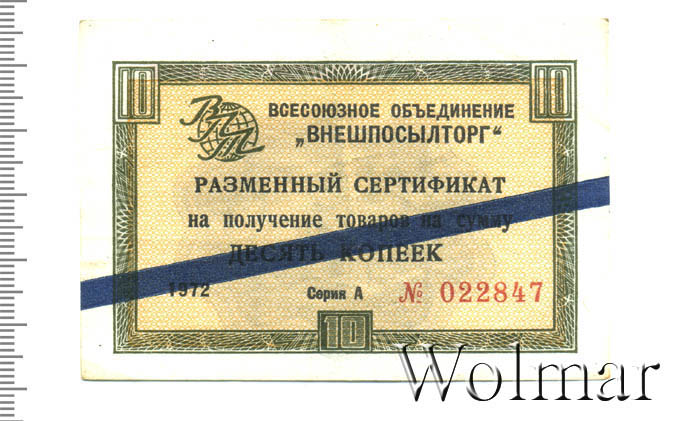 10 10
ВПТ
ВСЕСОЮЗНОЕ ОБЪЕДИНЕНИЕ
„ВНЕШПОСЫЛТОРГ“
РАЗМЕННЫЙ СЕРТИФИКАТ
на получение товаров на сумму
ДЕСЯТЬ КОПЕЕК
1972 Серия А № 022847
10
Wolmar